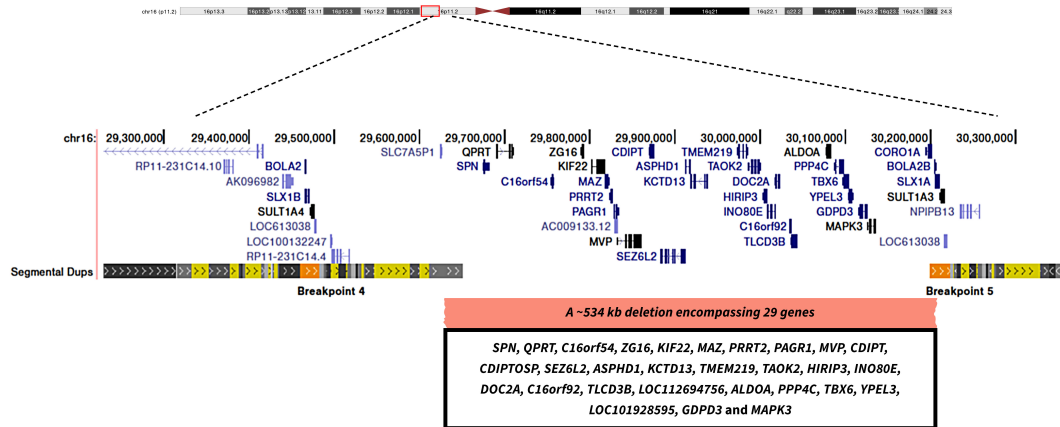 chr16 (p11.2) 16p13.3 16p12.3 16p12.2 16p12.1 16p11.2 16q11.2 16q12.1 16q12.2 16q21 16q22.1 16q23.1 24.3
chr16: 29,300,000 29,400,000 29,500,000 29,600,000 29,700,000 29,800,000 29,900,000 30,000,000 30,100,000 30,200,000 30,300,000
SLC7A5P1 QPRT ZG16 CDIPT TMEM219 ALDOA CORO1A
RP11-231C14.10 BOLA2 SPN KIF22 ASPHD1 TAOK2 PPP4C BOLA2B
AK096982 C16orf54 MAZ KCTD13 DOC2A TBX6 SLX1A
SLX1B PRRT2 HIRIP3 YPEL3 SULT1A3
SULT1A4 PAGR1 INO80E GDPD3 NPIPB13
LOC613038 AC009133.12 C16orf92 MAPK3
LOC100132247 MVP TLCD3B LOC613038
RP11-231C14.4 SEZ6L2
Segmental Dups
Breakpoint 4 Breakpoint 5
A ~534 kb deletion encompassing 29 genes
SPN, QPRT, C16orf54, ZG16, KIF22, MAZ, PRRT2, PAGR1, MVP, CDIPT,
CDIPTOSP, SEZ6L2, ASPHD1, KCTD13, TMEM219, TAOK2, HIRIP3, INO80E,
DOC2A, C16orf92, TLCD3B, LOC112694756, ALDOA, PPP4C, TBX6, YPEL3,
LOC101928595, GDPD3 and MAPK3